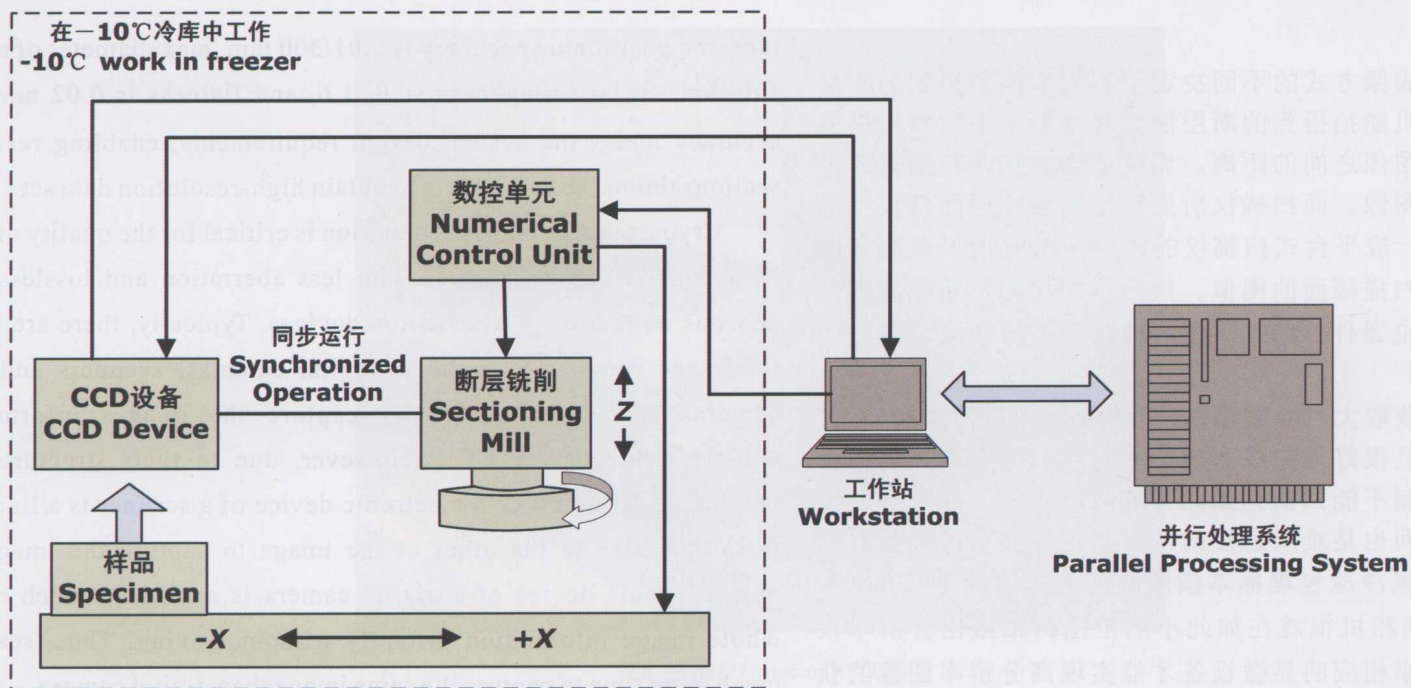 在-10℃冷库中工作
-10℃ work in freezer
数控单元
Numerical
Control Unit
同步运行
Synchronized
Operation
CCD设备
CCD Device
断层铣削
Sectioning
Mill
Z
工作站
Workstation
并行处理系统
Parallel Processing System
样品
Specimen
-X
+X